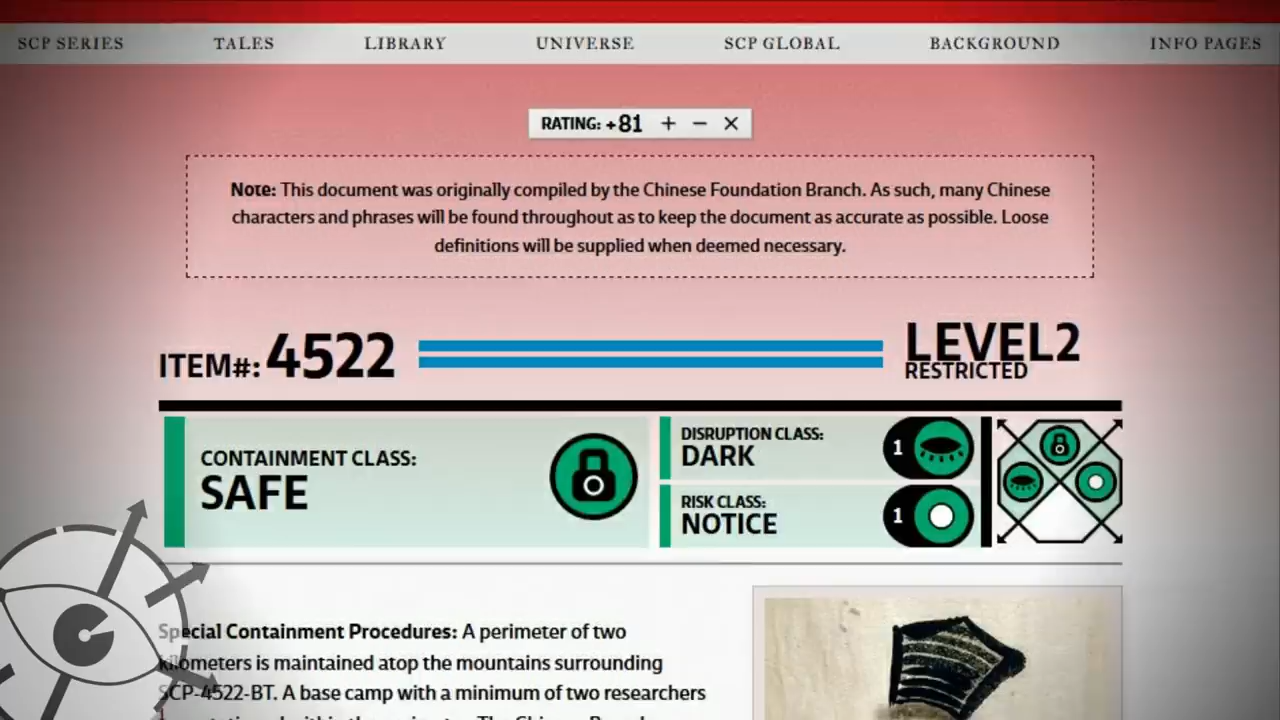 SCP SERIES TALES LIBRARY UNIVERSE SCP GLOBAL BACKGROUND INFO PAGES
RATING: +81 + − ×
Note: This document was originally compiled by the Chinese Foundation Branch. As such, many Chinese
characters and phrases will be found throughout as to keep the document as accurate as possible. Loose
definitions will be supplied when deemed necessary.
ITEM#: 4522
LEVEL2
RESTRICTED
CONTAINMENT CLASS:
SAFE
DISRUPTION CLASS:
DARK
1
RISK CLASS:
NOTICE
1
Special Containment Procedures: A perimeter of two
kilometers is maintained atop the mountains surrounding
SCP-4522-BT. A base camp with a minimum of two researchers